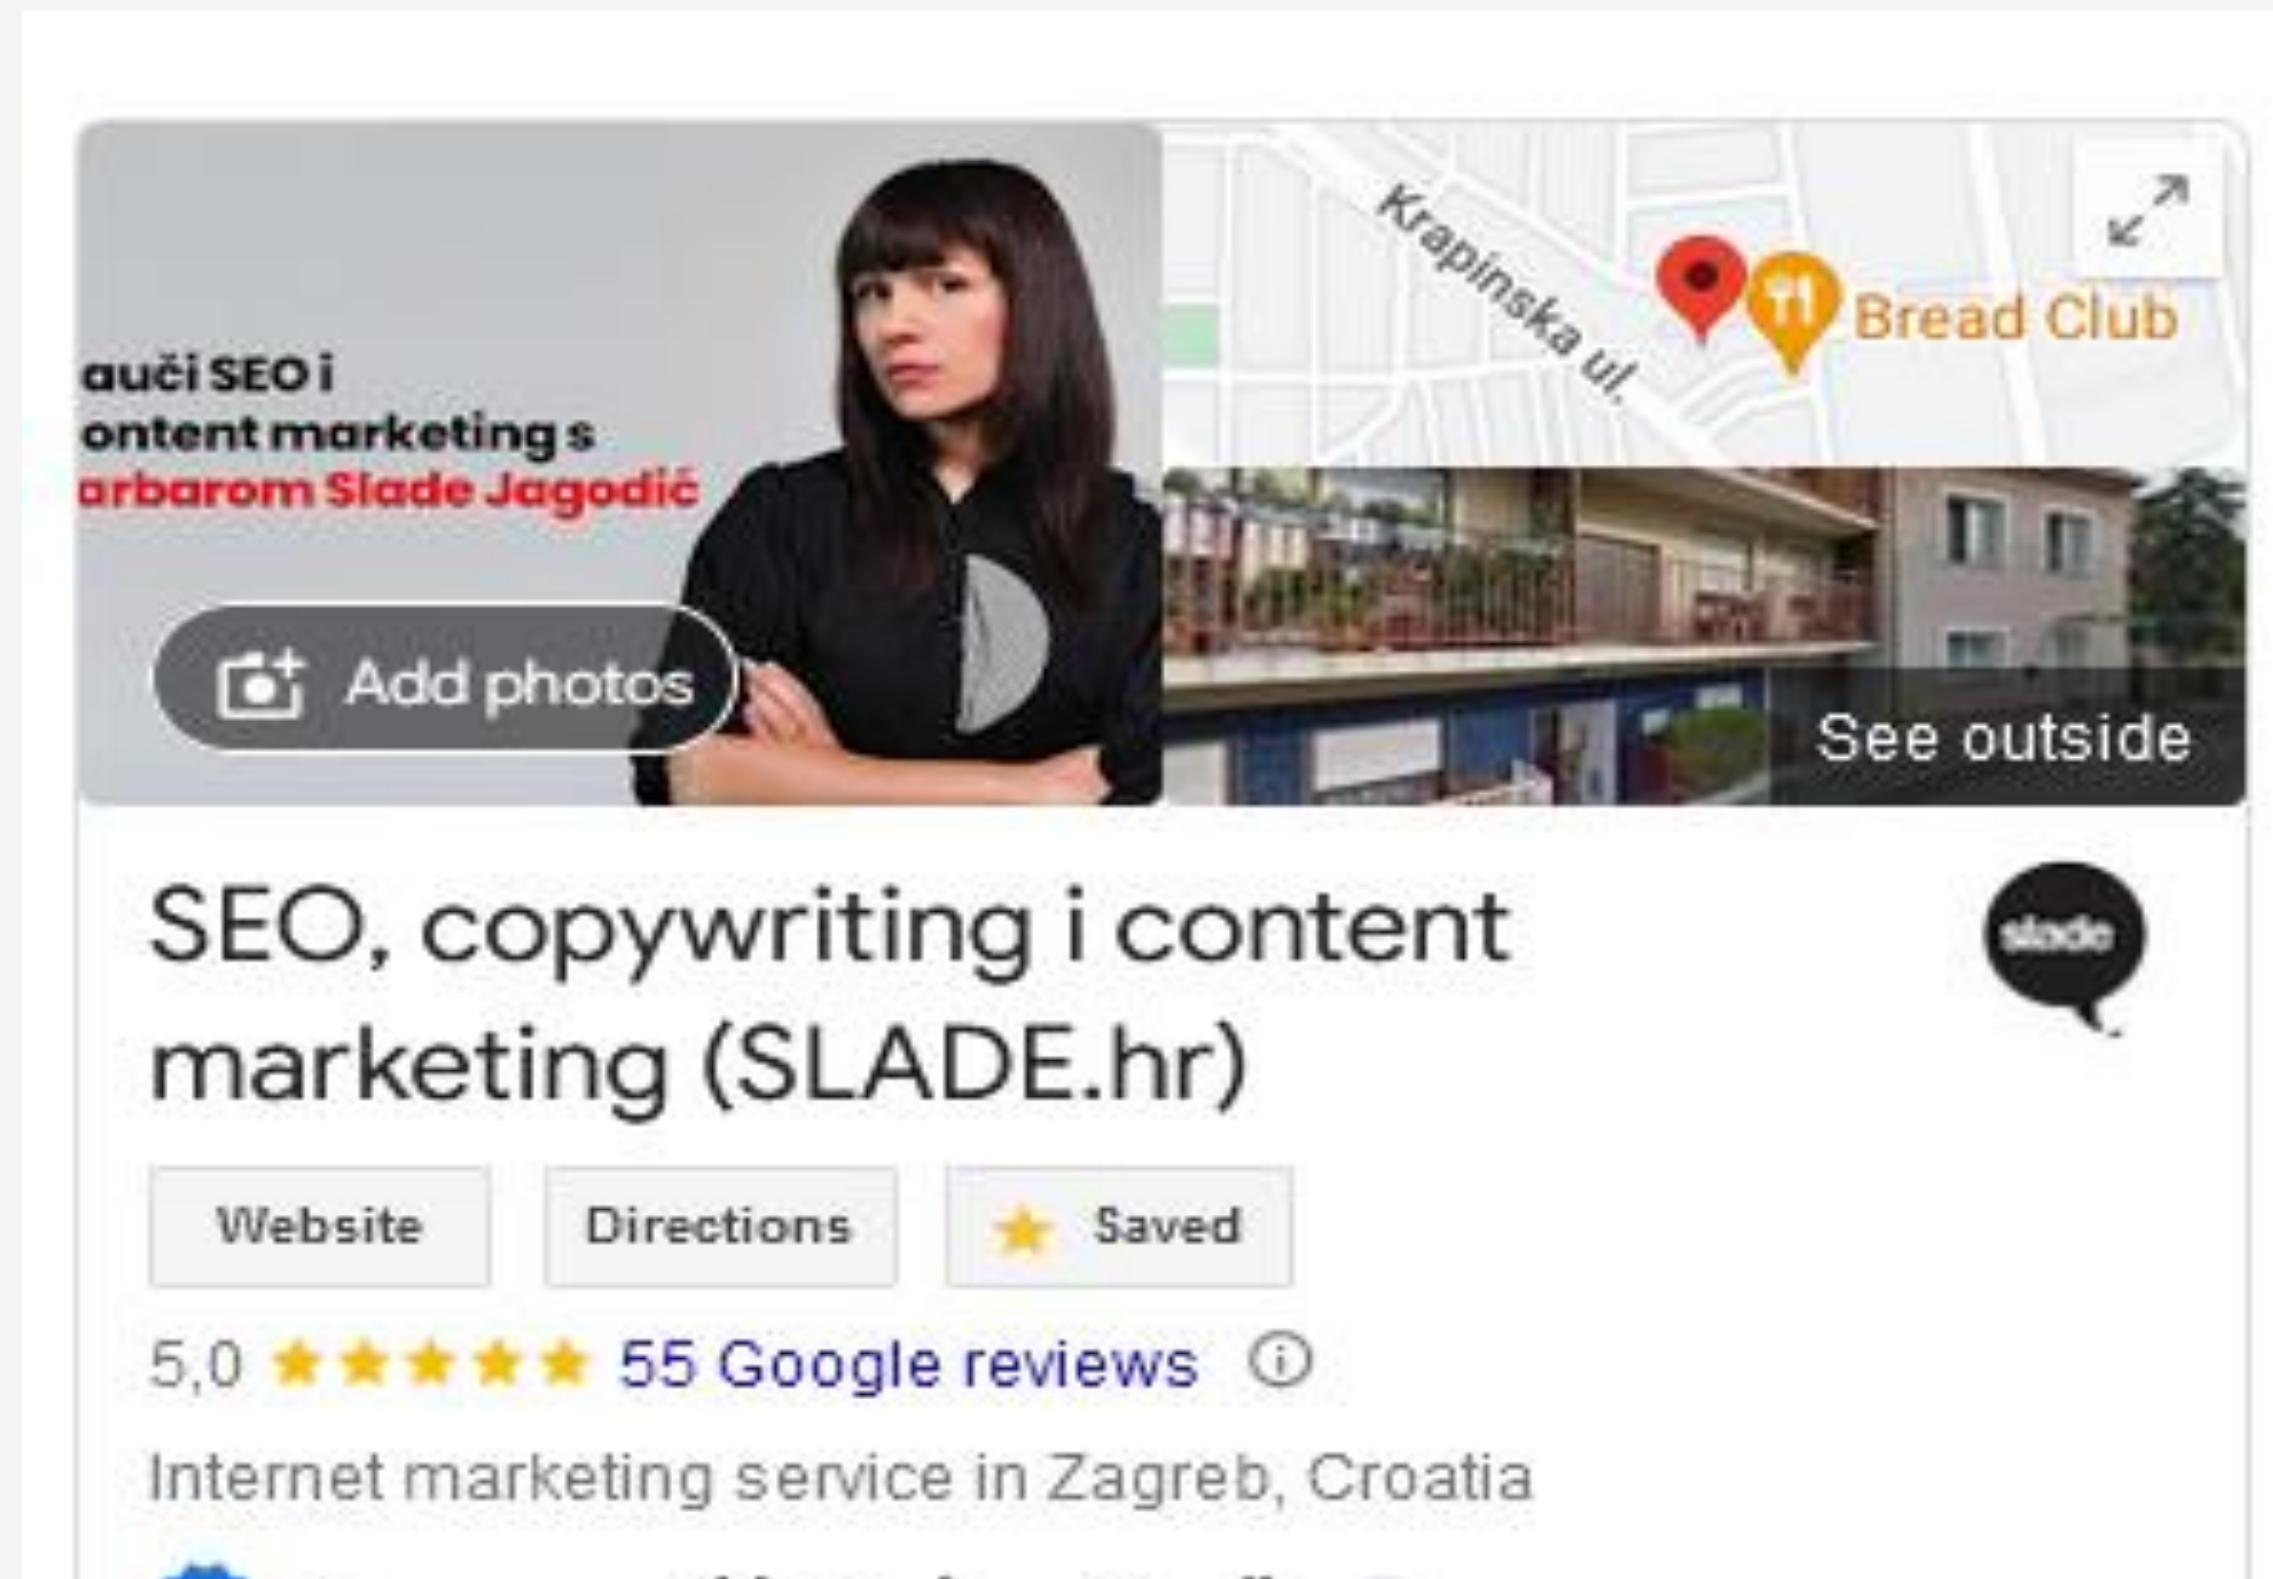 auči SEO i
ontent marketing s
arbarom Slade Jagodić
Add photos
Krapinska ul.
Bread Club
See outside
SEO, copywriting i content
marketing (SLADE.hr)
slade
Website
Directions
Saved
5,0
55 Google reviews
Internet marketing service in Zagreb, Croatia